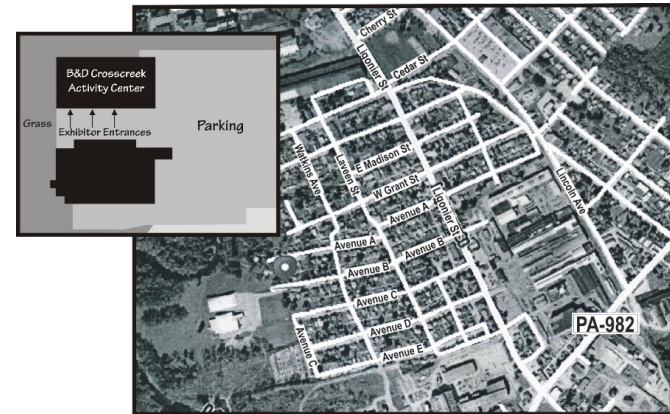 B&D Crosscreek
Activity Center
Grass
Exhibitor Entrances
Parking
Cherry St
Ligonier St
Cedar St
E Madison St
W Grant St
Watkins Ave
Laveen St
Ligonier St
Lincoln Ave
Avenue A
Avenue A
Avenue B
Avenue B
Avenue C
Avenue D
Avenue C
Avenue E
PA-982